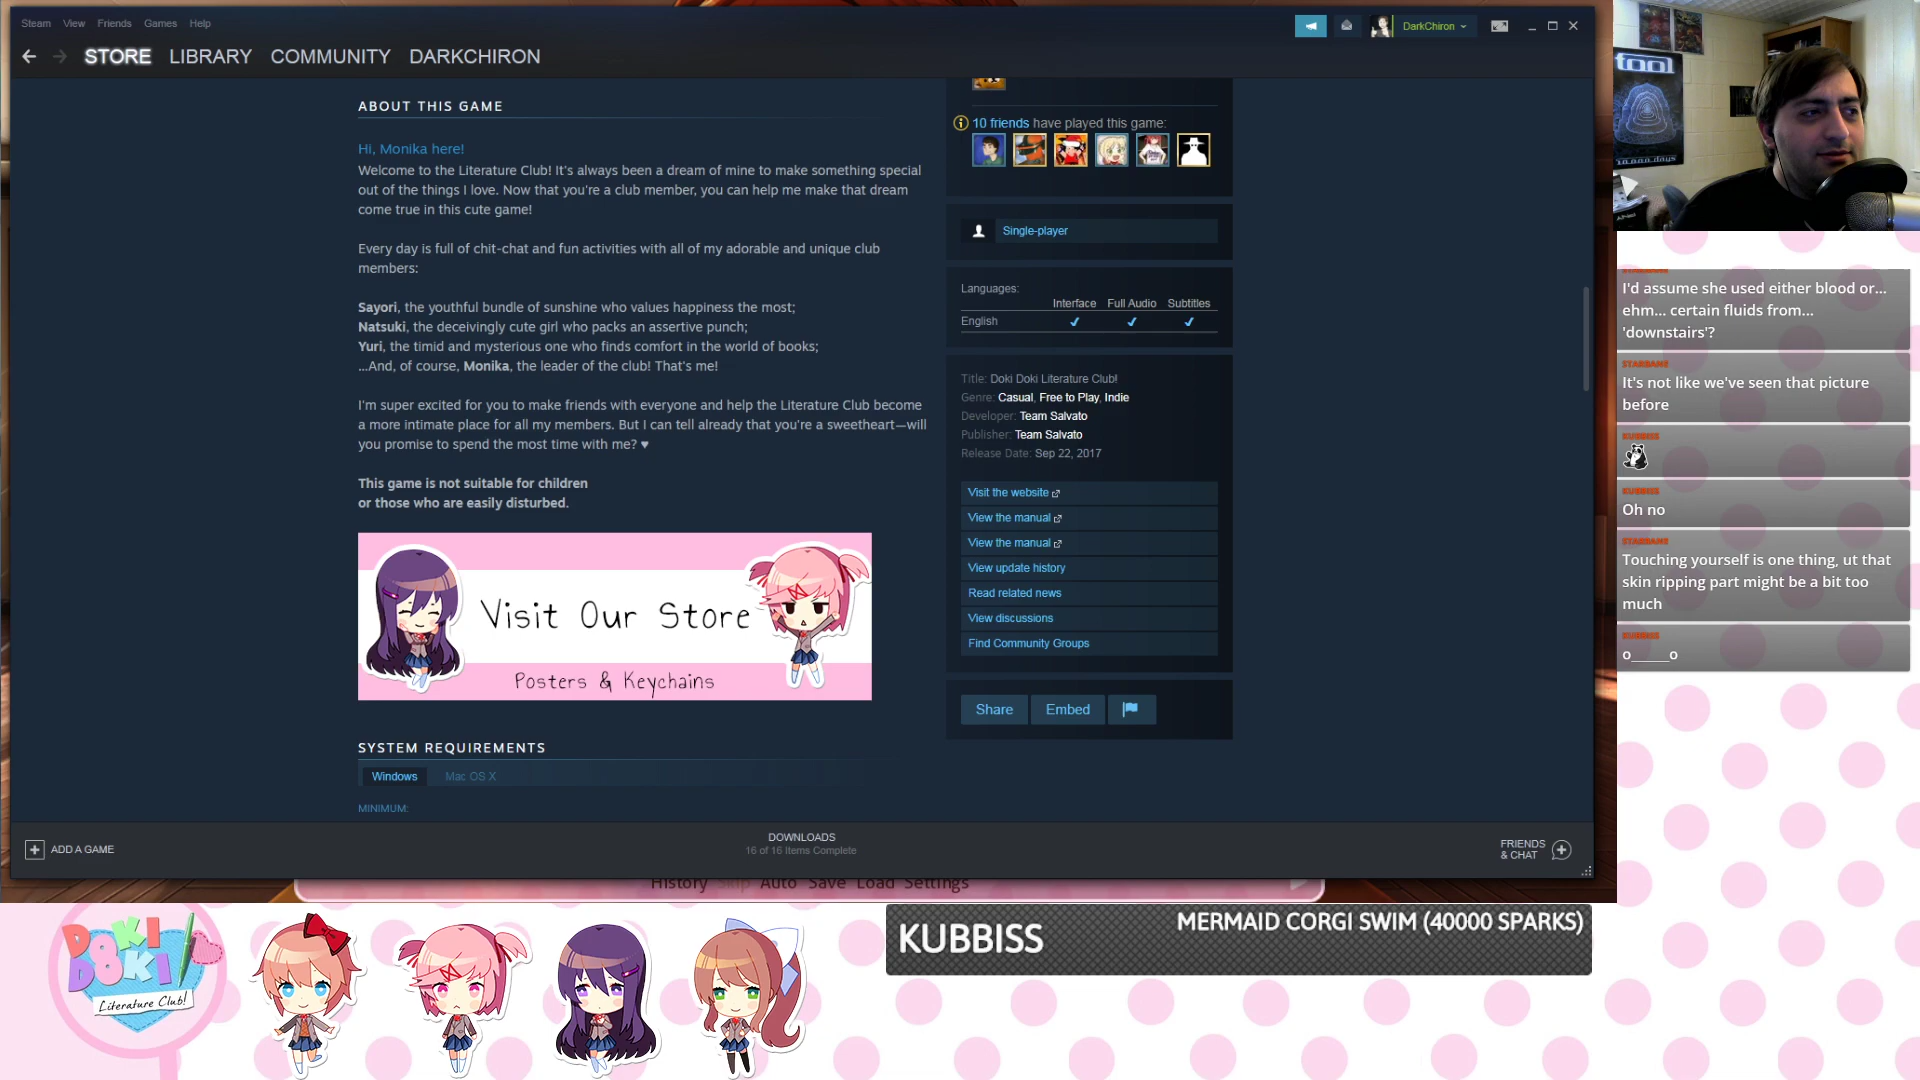 Steam View Friends Games Help
DarkChiron
STORE LIBRARY COMMUNITY DARKCHIRON
ABOUT THIS GAME
Hi, Monika here!
Welcome to the Literature Club! It's always been a dream of mine to make something special
out of the things I love. Now that you're a club member, you can help me make that dream
come true in this cute game!
Every day is full of chit-chat and fun activities with all of my adorable and unique club
members:
Sayori, the youthful bundle of sunshine who values happiness the most;
Natsuki, the deceivingly cute girl who packs an assertive punch;
Yuri, the timid and mysterious one who finds comfort in the world of books;
...And, of course, Monika, the leader of the club! That's me!
I'm super excited for you to make friends with everyone and help the Literature Club become
a more intimate place for all my members. But I can tell already that you're a sweetheart—will
you promise to spend the most time with me? ♥
This game is not suitable for children
or those who are easily disturbed.
Visit Our Store
Posters & Keychains
SYSTEM REQUIREMENTS
Windows Mac OS X
MINIMUM:
10 friends have played this game:
Single-player
Languages:
Interface Full Audio Subtitles
English ✓ ✓ ✓
Title: Doki Doki Literature Club!
Genre: Casual, Free to Play, Indie
Developer: Team Salvato
Publisher: Team Salvato
Release Date: Sep 22, 2017
Visit the website
View the manual
View the manual
View update history
Read related news
View discussions
Find Community Groups
Share Embed
ADD A GAME
DOWNLOADS
16 of 16 Items Complete
FRIENDS
& CHAT
History Skip Auto Save Load Settings
tool
10,000 days
STARBANE
I'd assume she used either blood or...
ehm... certain fluids from...
'downstairs'?
STARBANE
It's not like we've seen that picture
before
KUBBISS
KUBBISS
Oh no
STARBANE
Touching yourself is one thing, ut that
skin ripping part might be a bit too
much
KUBBISS
o_____o
DOKI
DOKI
Literature Club!
KUBBISS
MERMAID CORGI SWIM (40000 SPARKS)